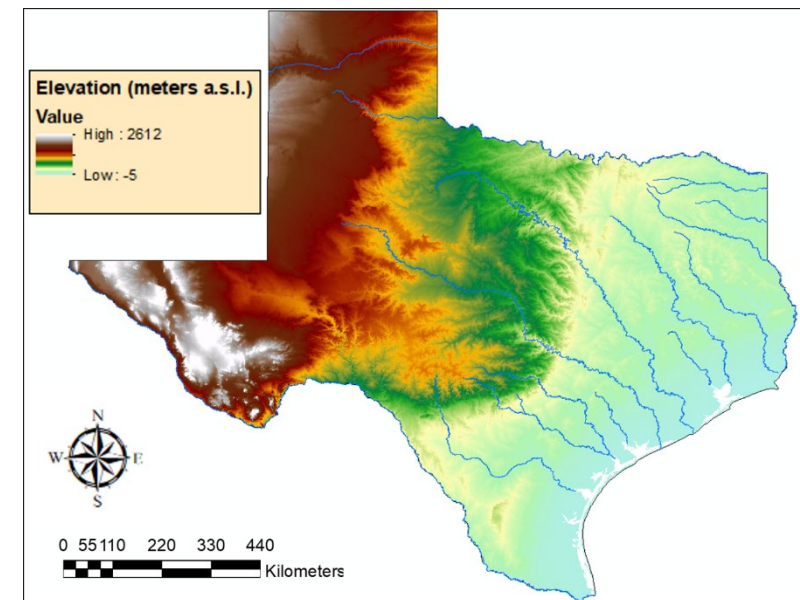 Elevation (meters a.s.l.)
Value
High : 2612
Low : -5
N
W E
S
0 55 110 220 330 440
Kilometers